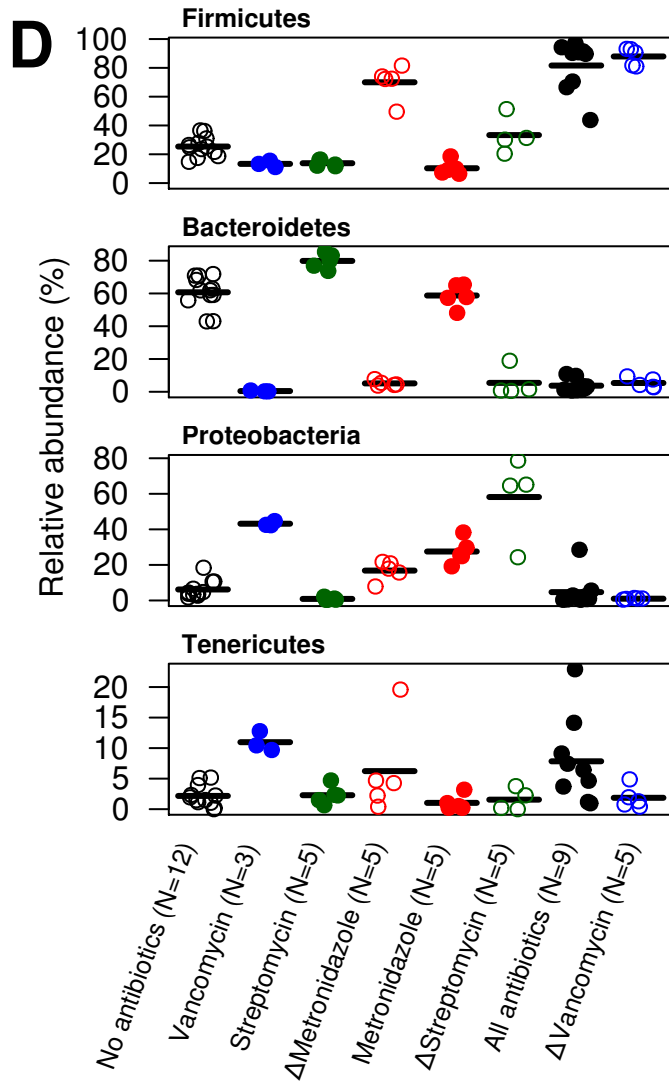 D
Firmicutes
100
80
60
40
20
0
Bacteroidetes
80
60
40
20
0
Relative abundance (%)
Proteobacteria
80
60
40
20
0
Tenericutes
20
15
10
5
0
No antibiotics (N=12)
Vancomycin (N=3)
Streptomycin (N=5)
ΔMetronidazole (N=5)
Metronidazole (N=5)
ΔStreptomycin (N=5)
All antibiotics (N=9)
ΔVancomycin (N=5)